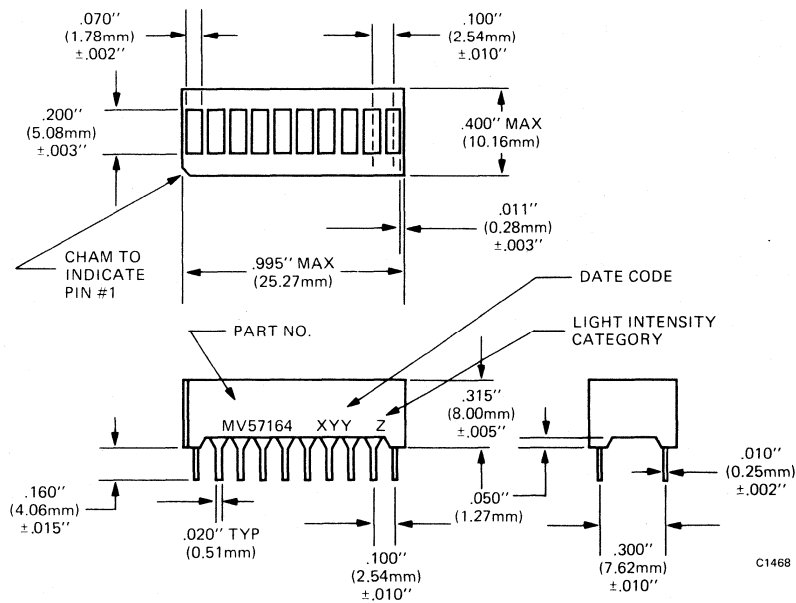 .070''
(1.78mm)
±.002''
.100''
(2.54mm)
±.010''
.200''
(5.08mm)
±.003''
.400'' MAX
(10.16mm)
.011''
(0.28mm)
±.003''
CHAM TO
INDICATE
PIN #1
.995'' MAX
(25.27mm)
DATE CODE
PART NO.
LIGHT INTENSITY
CATEGORY
.315''
(8.00mm)
±.005''
MV57164 XYY Z
.010''
(0.25mm)
±.002''
.160''
(4.06mm)
±.015''
.050''
(1.27mm)
.020'' TYP
(0.51mm)
.100''
(2.54mm)
±.010''
.300''
(7.62mm)
±.010''
C1468